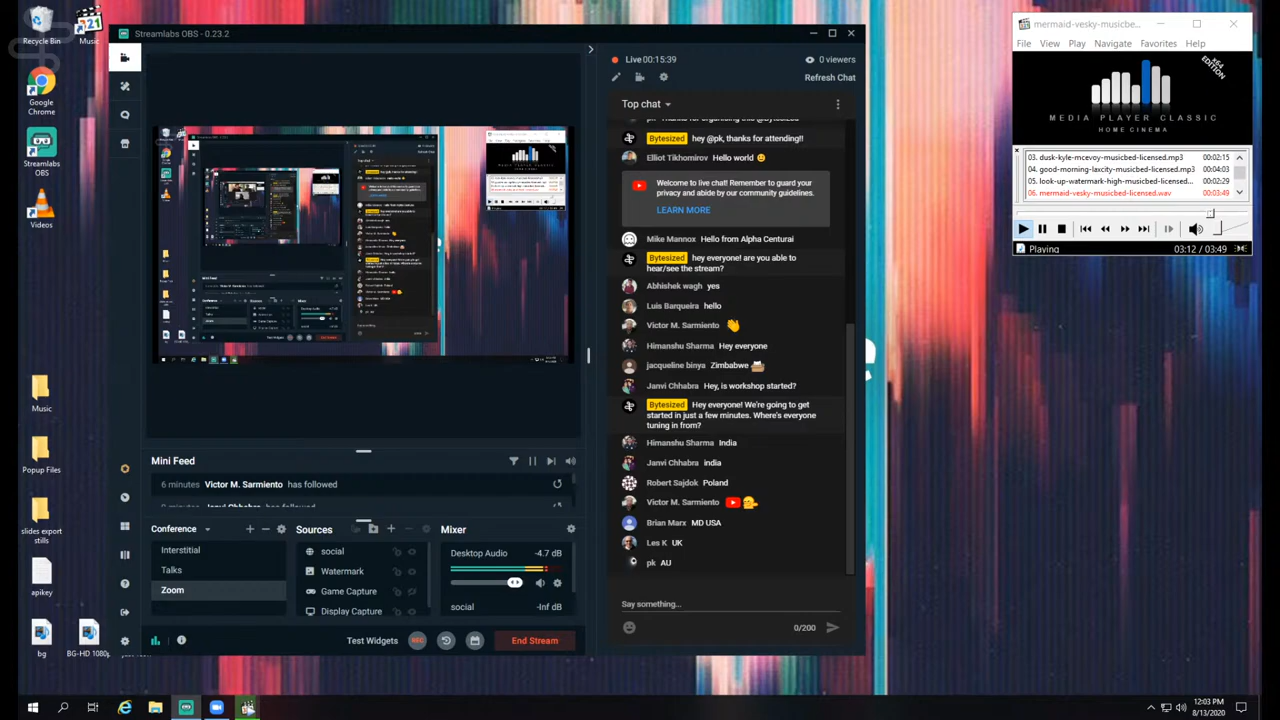 Recycle Bin
Music
Google
Chrome
Streamlabs
OBS
Videos
Music
Popup Files
slides export
stills
apikey
bg
BG-HD 1080p
Streamlabs OBS - 0.23.2
Live 00:15:39
0 viewers
Refresh Chat
Top chat
Bytesized hey @pk, thanks for attending!!
Elliot Tikhomirov Hello world
Welcome to live chat! Remember to guard your
privacy and abide by our community
guidelines
LEARN MORE
Mike Mannox Hello from Alpha Centurai
Bytesized hey everyone! are you able to
hear/see the stream?
Abhishek wagh yes
Luis Barqueira hello
Victor M. Sarmiento
Himanshu Sharma Hey everyone
jacqueline binya Zimbabwe
Janvi Chhabra Hey, is workshop started?
Bytesized Hey everyone! We're going to get
started in just a few minutes. Where's everyone
tuning in from?
Himanshu Sharma India
Janvi Chhabra india
Robert Sajdok Poland
Victor M. Sarmiento
Brian Marx MD USA
Les K UK
pk AU
Say something...
0/200
Mini Feed
6 minutes Victor M. Sarmiento has followed
Conference
Interstitial
Talks
Zoom
Sources
social
Watermark
Game Capture
Display Capture
Mixer
Desktop Audio -4.7 dB
social -Inf dB
Test Widgets
REC
End Stream
mermaid-vesky-musicbe...
File View Play Navigate Favorites Help
x64
EDITION
MEDIA PLAYER CLASSIC
HOME CINEMA
03. dusk-kyle-mcevoy-musicbed-licensed.mp3 00:02:15
04. good-morning-laxcity-musicbed-licensed.mp3 00:04:03
05. look-up-watermark-high-musicbed-licensed... 00:02:29
06. mermaid-vesky-musicbed-licensed.wav 00:03:49
Playing 03:12 / 03:49
12:03 PM
8/13/2020